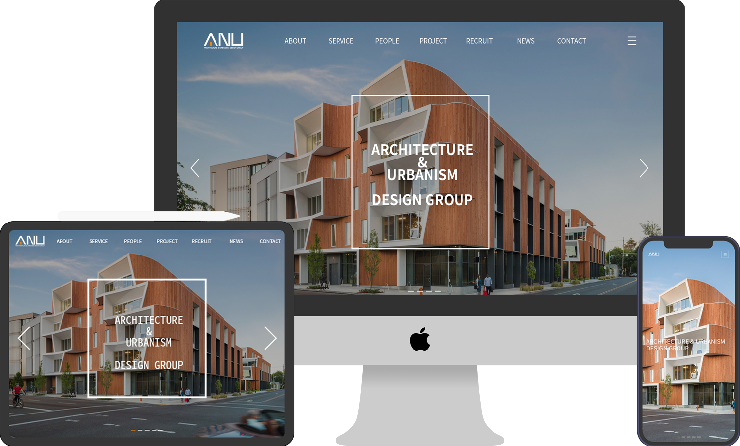 ANU
ABOUT SERVICE PEOPLE PROJECT RECRUIT NEWS CONTACT
ARCHITECTURE
&
URBANISM
DESIGN GROUP
ANU
ABOUT SERVICE PEOPLE PROJECT RECRUIT NEWS CONTACT
ARCHITECTURE
&
URBANISM
DESIGN GROUP
ANU
ARCHITECTURE & URBANISM
DESIGN GROUP